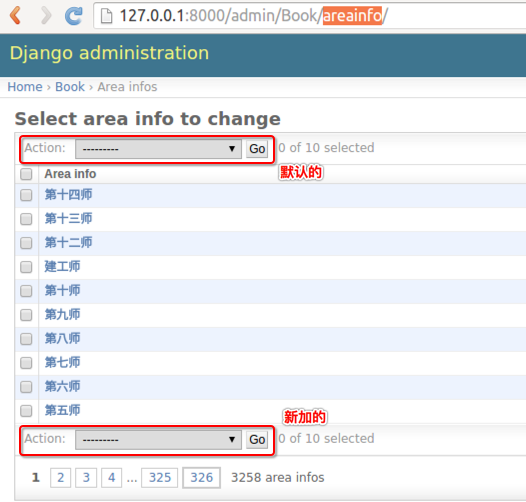 127.0.0.1:8000/admin/Book/areainfo/
Django administration
Home › Book › Area infos
Select area info to change
Action: --------- Go 0 of 10 selected
默认的
Area info
第十四师
第十三师
第十二师
建工师
第十师
第九师
第八师
第七师
第六师
第五师
新加的
Action: --------- Go 0 of 10 selected
1 2 3 4 ... 325 326 3258 area infos